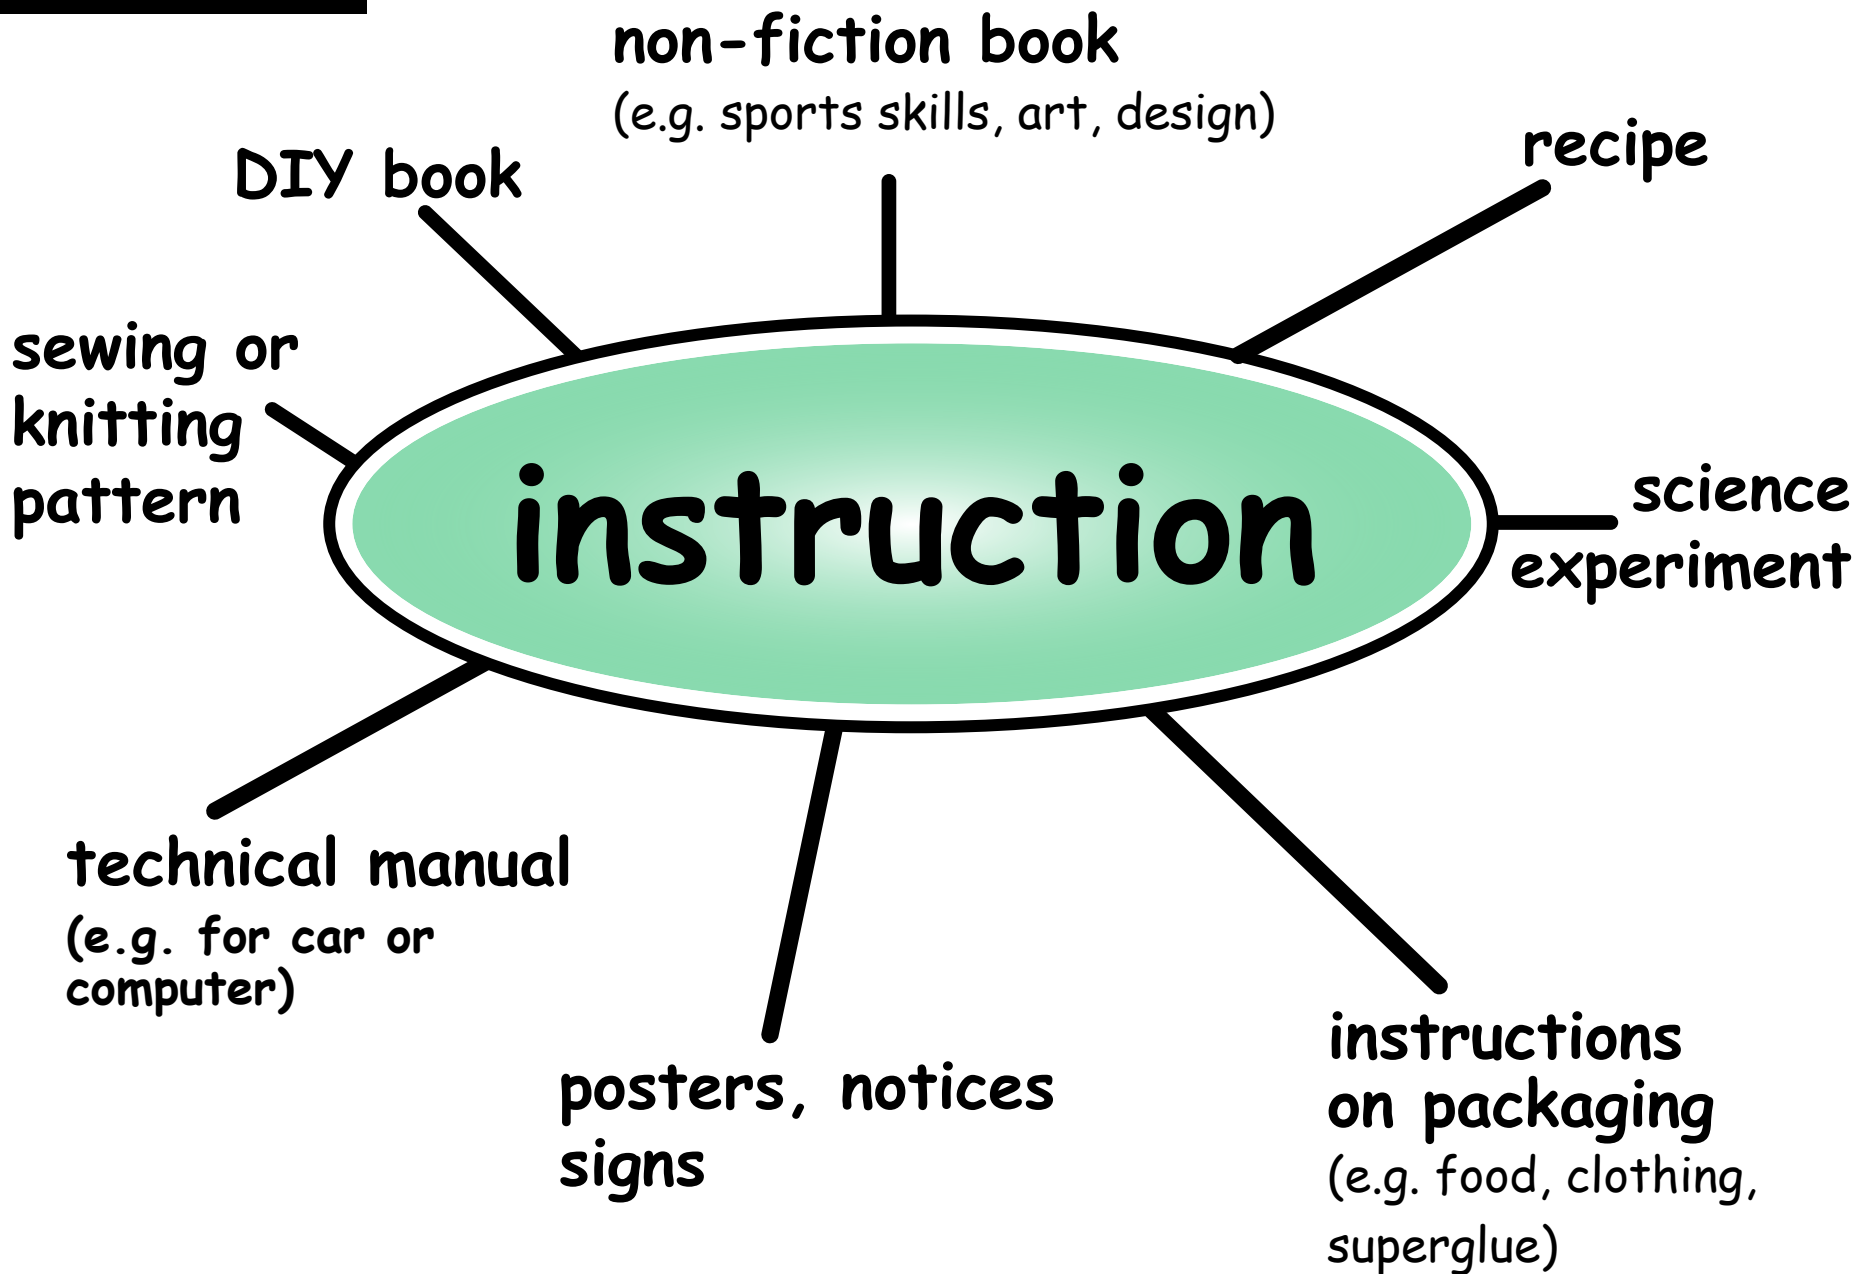 non-fiction book
(e.g. sports skills, art, design)
recipe
DIY book
sewing or
knitting
pattern
instruction
science
experiment
technical manual
(e.g. for car or
computer)
posters, notices
signs
instructions
on packaging
(e.g. food, clothing,
superglue)